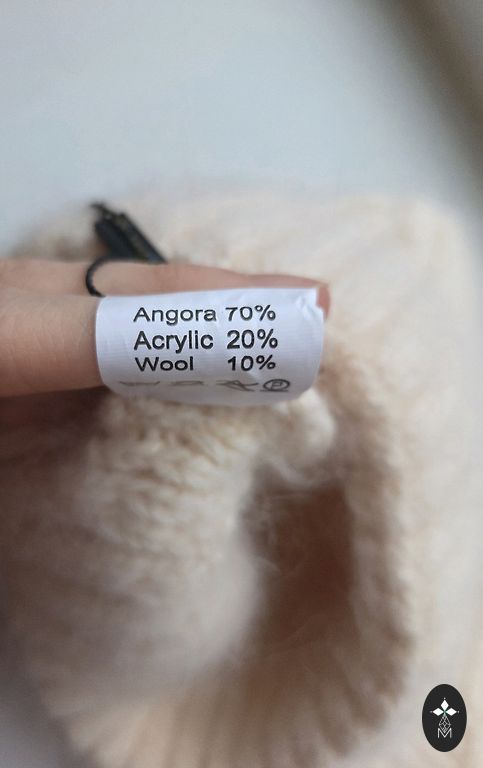 Angora 70%
Acrylic 20%
Wool 10%
P
M